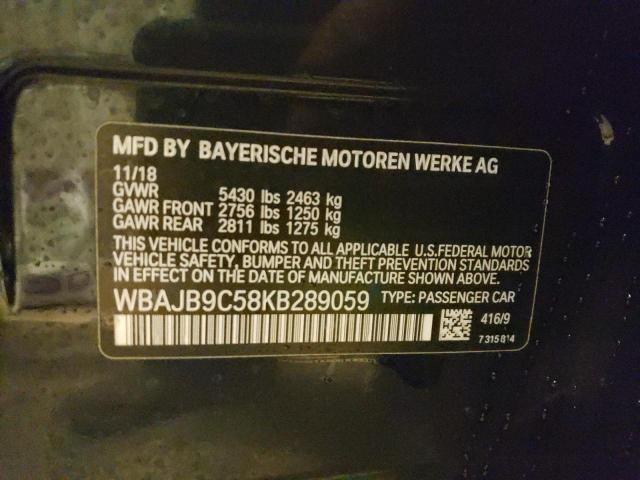 MFD BY BAYERISCHE MOTOREN WERKE AG
11/18
GVWR 5430 lbs 2463 kg
GAWR FRONT 2756 lbs 1250 kg
GAWR REAR 2811 lbs 1275 kg
THIS VEHICLE CONFORMS TO ALL APPLICABLE U.S.FEDERAL MOTOR
VEHICLE SAFETY, BUMPER AND THEFT PREVENTION STANDARDS
IN EFFECT ON THE DATE OF MANUFACTURE SHOWN ABOVE.
WBAJB9C58KB289059 TYPE: PASSENGER CAR
416/9